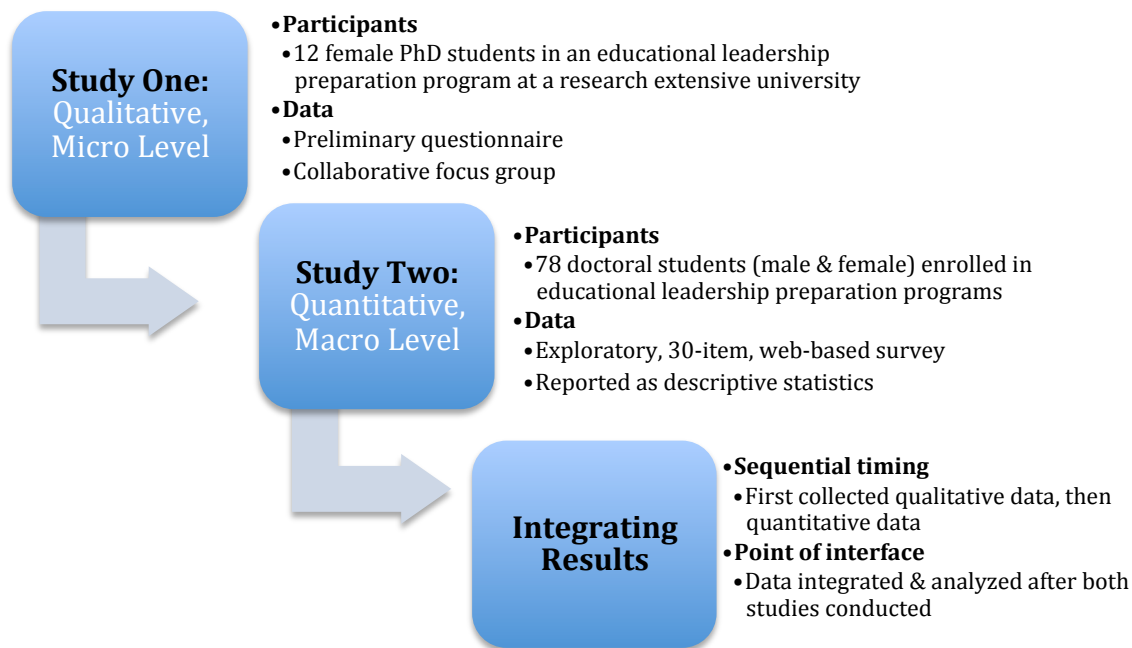 Study One:
Qualitative,
Micro Level
•Participants
•12 female PhD students in an educational leadership
preparation program at a research extensive university
•Data
•Preliminary questionnaire
•Collaborative focus group
Study Two:
Quantitative,
Macro Level
•Participants
•78 doctoral students (male & female) enrolled in
educational leadership preparation programs
•Data
•Exploratory, 30-item, web-based survey
•Reported as descriptive statistics
Integrating
Results
•Sequential timing
•First collected qualitative data, then
quantitative data
•Point of interface
•Data integrated & analyzed after both
studies conducted